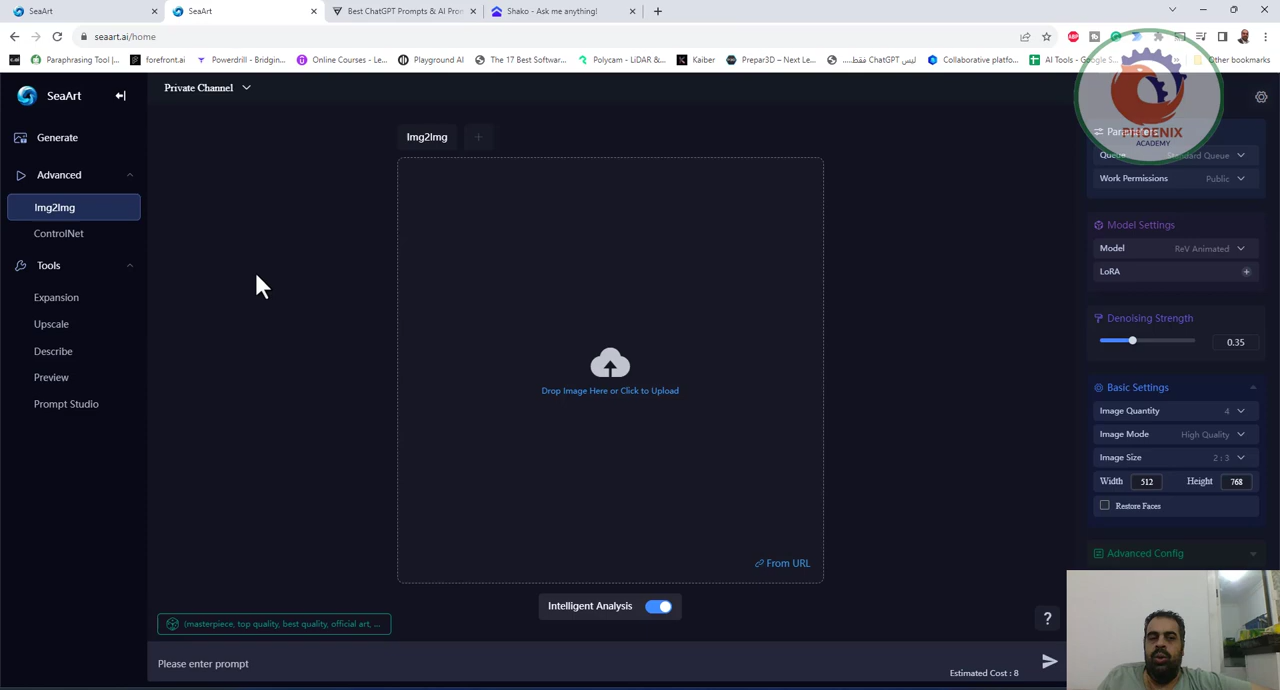 SeaArt
SeaArt
Best ChatGPT Prompts & AI Pro
Shako - Ask me anything!
seaart.ai/home
Paraphrasing Tool |...
forefront.ai
Powerdrill - Bridgin...
Online Courses - Le...
Playground AI
The 17 Best Softwar...
Polycam - LiDAR &...
Kaiber
Prepar3D – Next Le...
ليس ChatGPT فقط....
Collaborative platfo...
AI Tools - Google S...
Other bookmarks
SeaArt
Private Channel
Generate
Img2Img
PHOENIX
ACADEMY
Queue Standard Queue
Advanced
Work Permissions Public
Img2Img
Model Settings
ControlNet
Model ReV Animated
Tools
LoRA
Expansion
Denoising Strength
Upscale
0.35
Describe
Drop Image Here or Click to Upload
Basic Settings
Preview
Image Quantity 4
Prompt Studio
Image Mode High Quality
Image Size 2 : 3
Width 512 Height 768
Restore Faces
Advanced Config
From URL
Intelligent Analysis
?
(masterpiece, top quality, best quality, official art, ...
Please enter prompt
Estimated Cost : 8